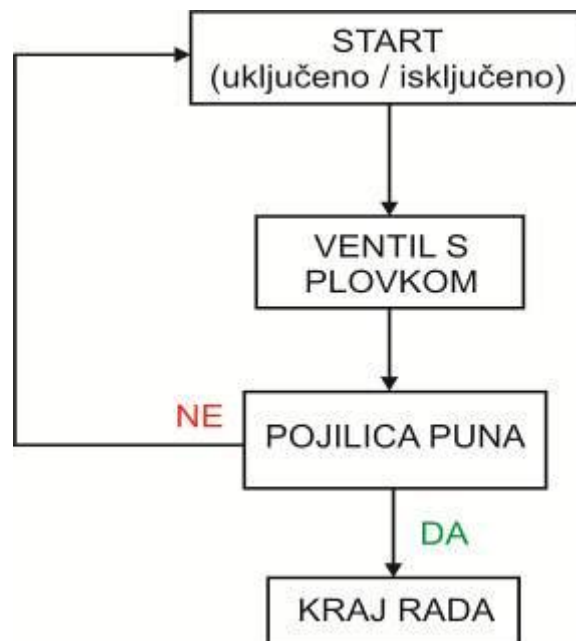 START
(uključeno / isključeno)
VENTIL S
PLOVKOM
NE
POJILICA PUNA
DA
KRAJ RADA